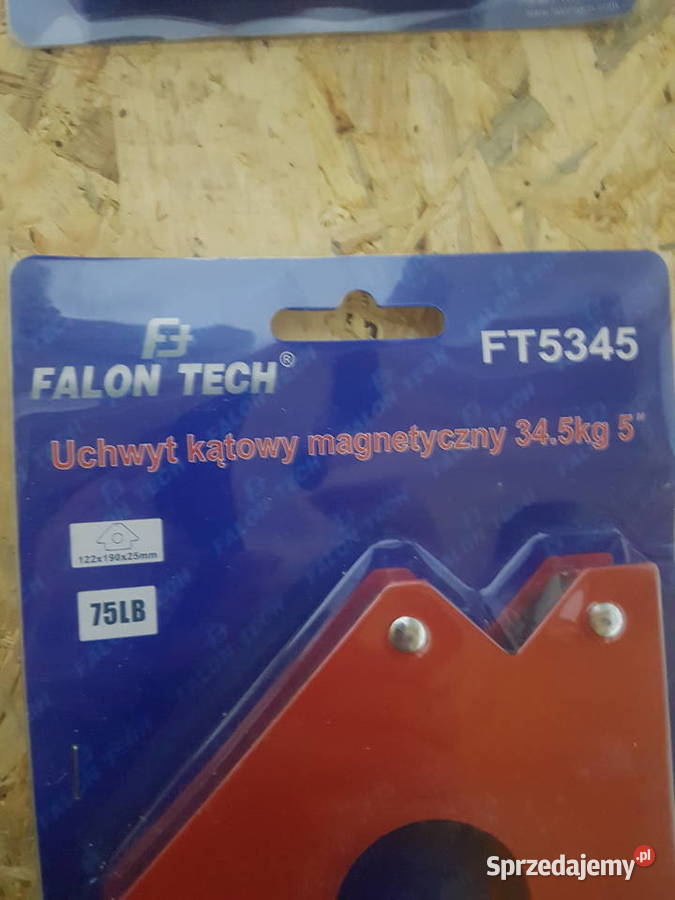 FALON TECH®
FT5345
Uchwyt kątowy magnetyczny 34.5kg 5"
122x190x25mm
75LB
Sprzedajemy.pl